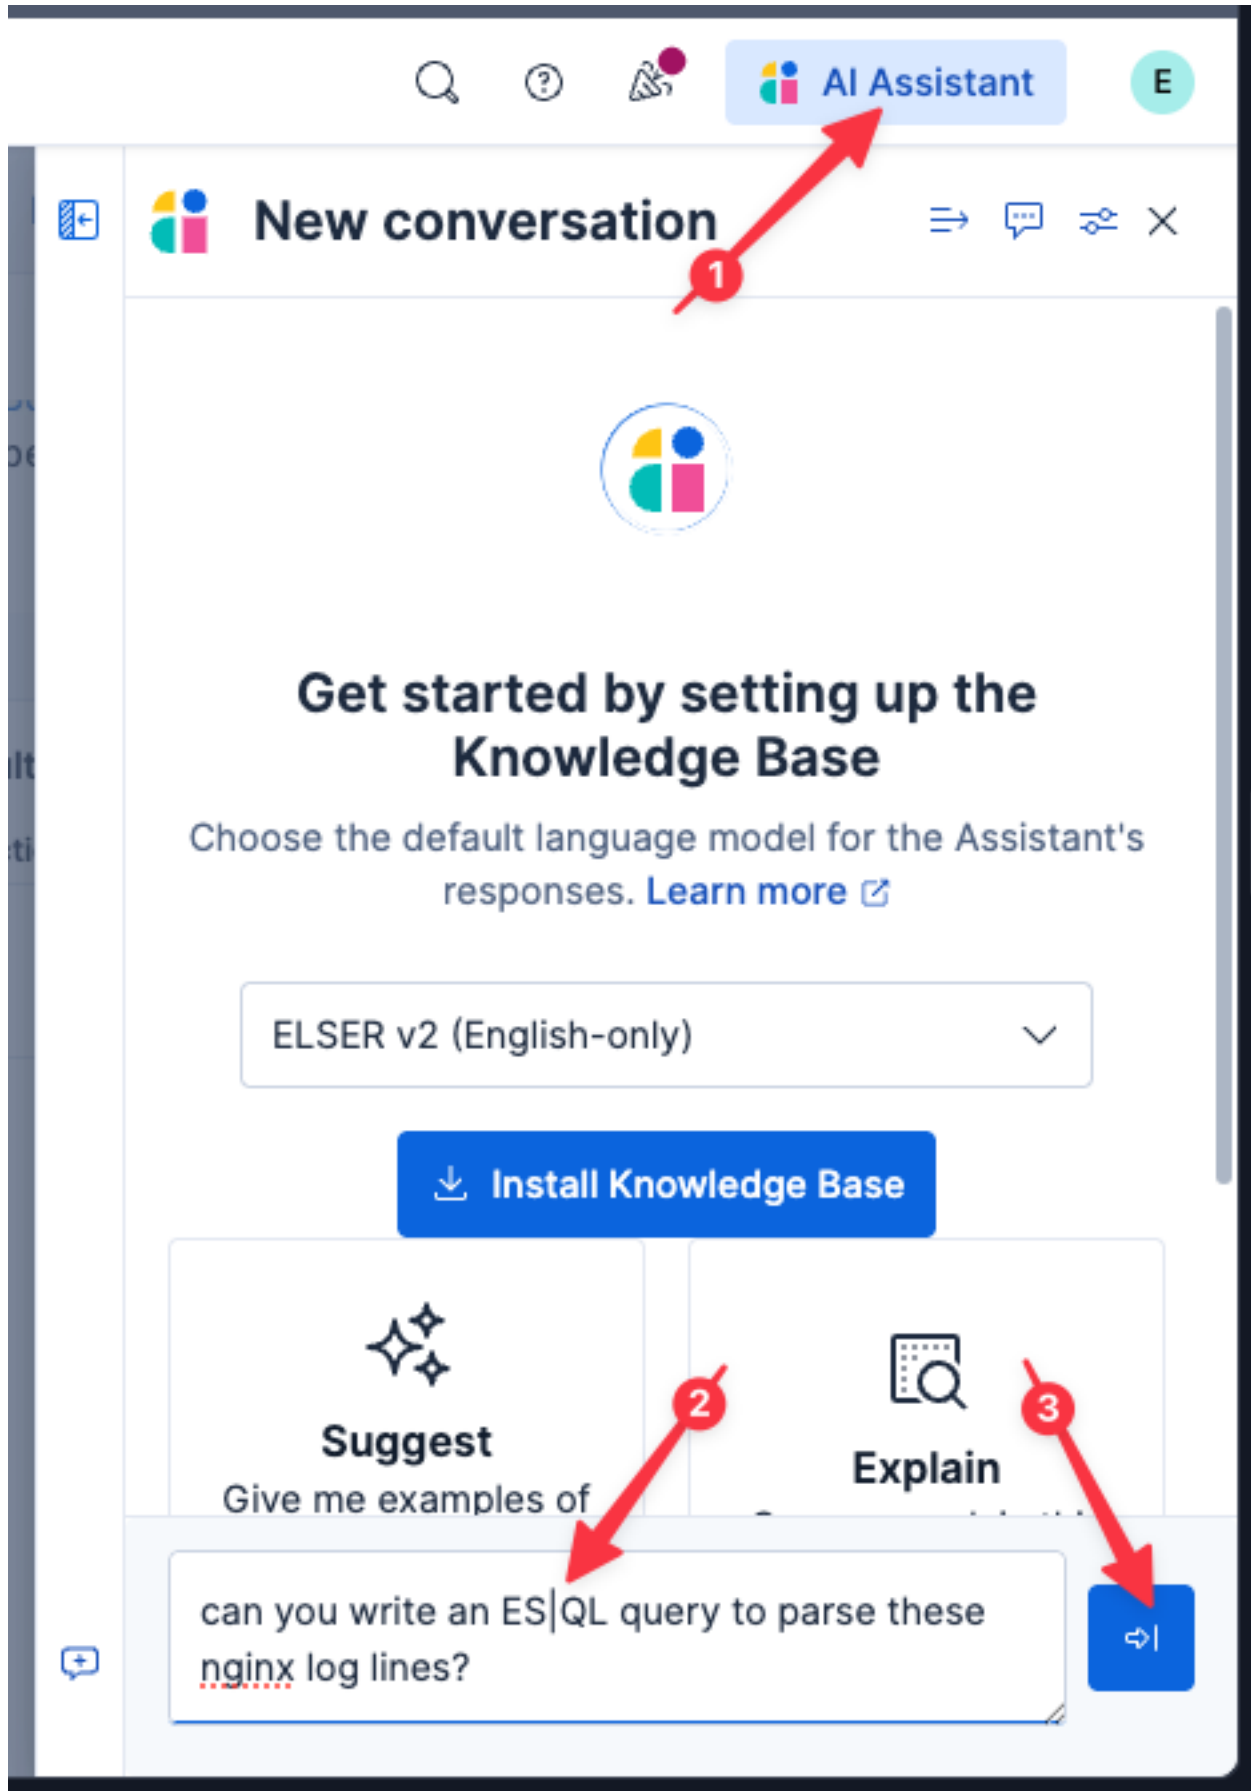 AI Assistant
E
New conversation
1
Get started by setting up the
Knowledge Base
Choose the default language model for the Assistant's
responses. Learn more
ELSER v2 (English-only)
Install Knowledge Base
2
3
Suggest
Explain
Give me examples of
can you write an ES|QL query to parse these
nginx log lines?